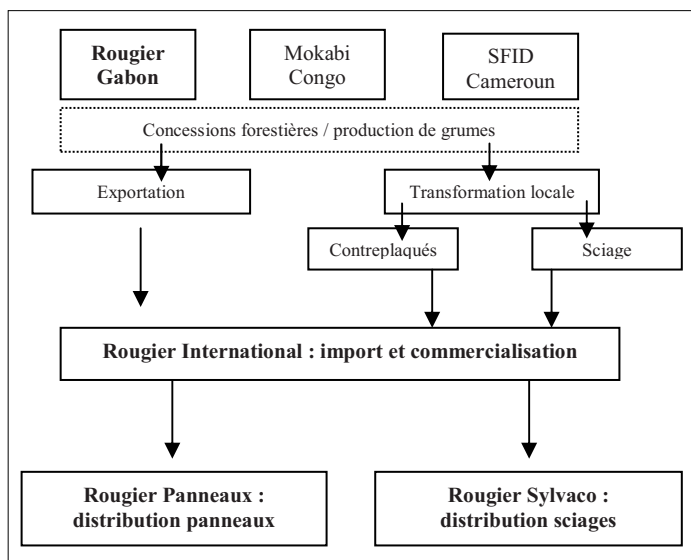 Rougier
Gabon
Mokabi
Congo
SFID
Cameroun
Concessions forestières / production de grumes
Exportation
Transformation locale
Contreplaqués
Sciage
Rougier International : import et commercialisation
Rougier Panneaux :
distribution panneaux
Rougier Sylvaco :
distribution sciages